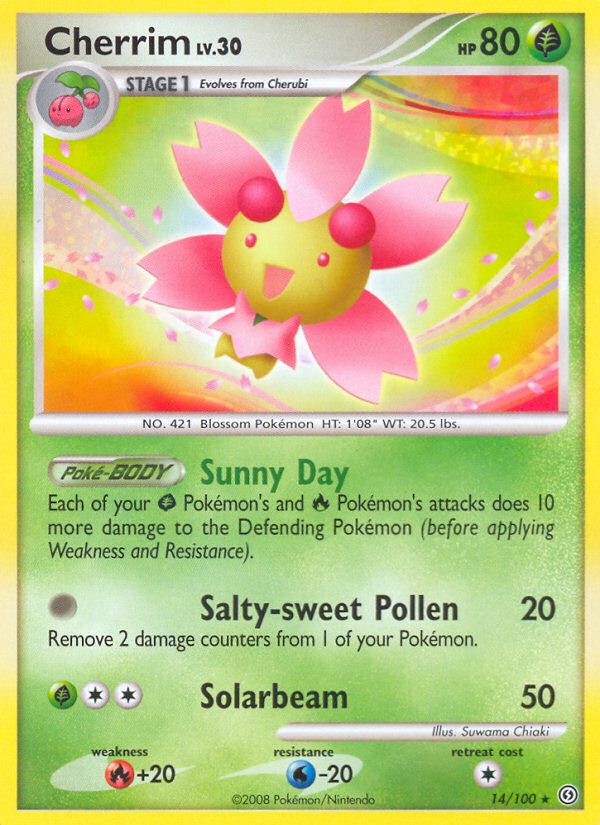 Cherrim LV.30 HP 80
STAGE 1 Evolves from Cherubi
NO. 421 Blossom Pokémon HT: 1'08" WT: 20.5 lbs.
Poké-BODY Sunny Day
Each of your Pokémon's and Pokémon's attacks does 10
more damage to the Defending Pokémon (before applying
Weakness and Resistance).
Salty-sweet Pollen 20
Remove 2 damage counters from 1 of your Pokémon.
Solarbeam 50
Illus. Suwama Chiaki
weakness resistance retreat cost
+20 -20
©2008 Pokémon/Nintendo 14/100 ★ S